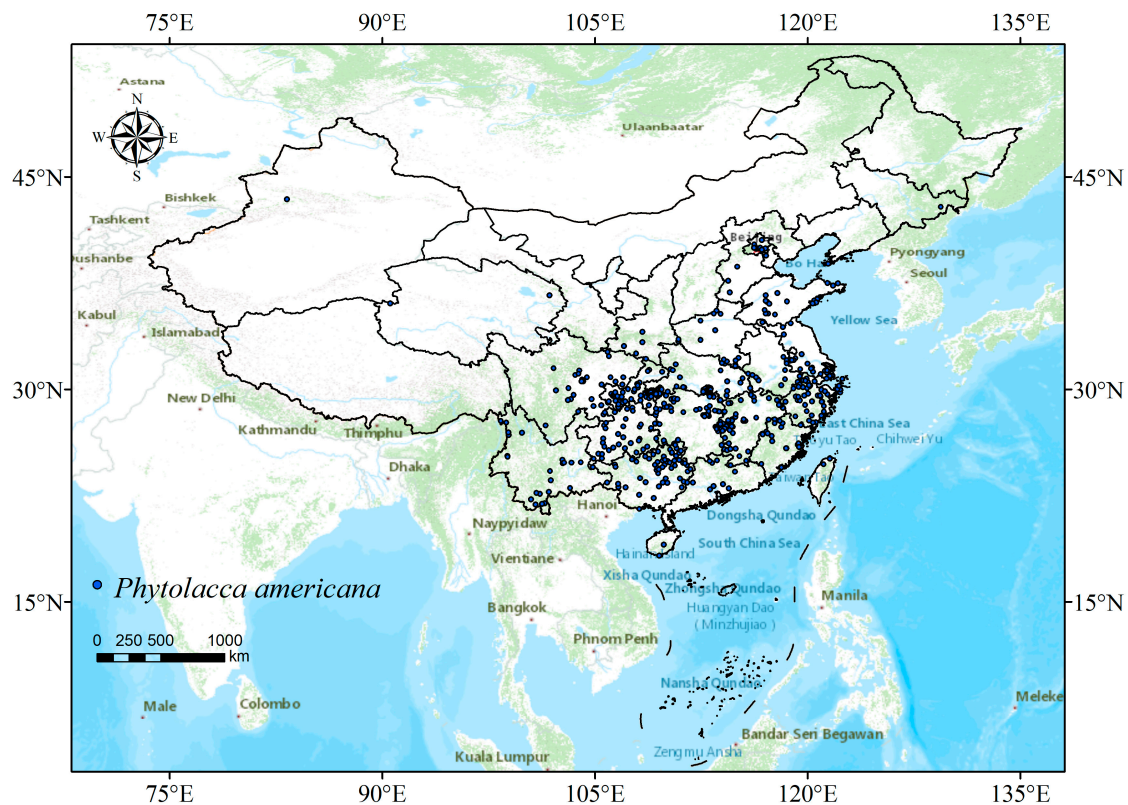 75°E 90°E 105°E 120°E 135°E
Astana
N
W E
S
Ulaanbaatar
45°N 45°N
Bishkek
Tashkent
Beijing
Dushanbe
Bo Hai
Pyongyang
Seoul
Kabul
Islamabad
Yellow Sea
30°N 30°N
New Delhi
Kathmandu
Thimphu
East China Sea
Chihwei Yu
Dhaka
Hanoi
Dongsha Qundao
Naypyidaw
South China Sea
Vientiane
Hainan Island
Xisha Qundao
Phytolacca americana
Zhongsha Qundao
Manila
15°N 15°N
Bangkok
Huangyan Dao
( Minzhujiao )
0 250 500 1000
km
Phnom Penh
Nansha Qundao
Male
Colombo
Meleke
Bandar Seri Begawan
Kuala Lumpur
Zengmu Ansha
75°E 90°E 105°E 120°E 135°E